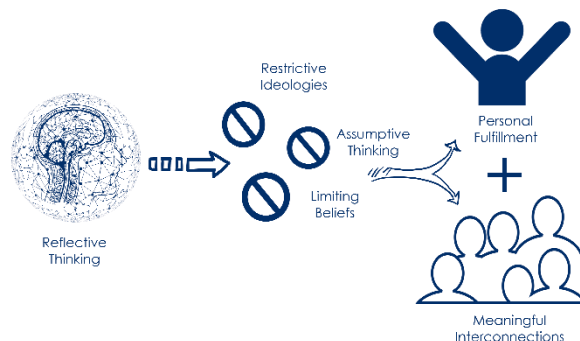 Reflective
Thinking
Restrictive
Ideologies
Assumptive
Thinking
Limiting
Beliefs
Personal
Fulfillment
+
Meaningful
Interconnections